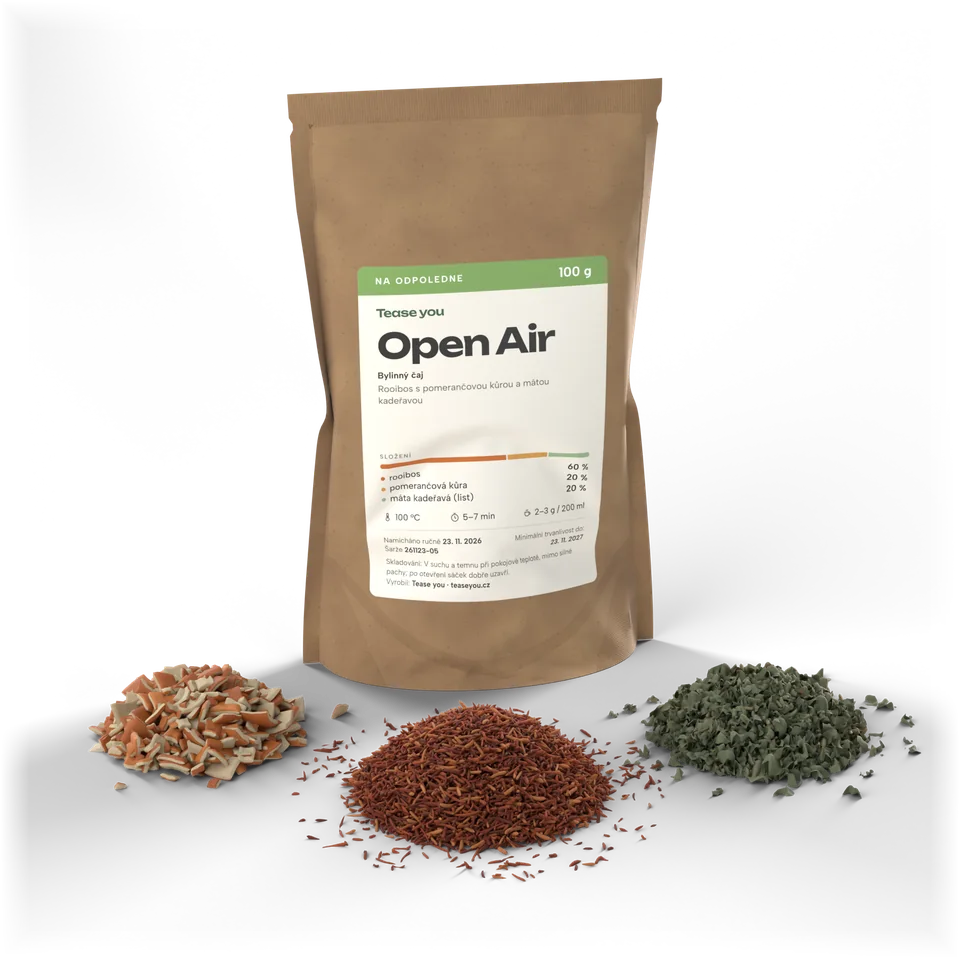 NA ODPOLEDNE 100 g
Tease you
Open Air
Bylinný čaj
Rooibos s pomerančovou kůrou a mátou
kadeřavou
SLOŽENÍ
rooibos 60 %
pomerančová kůra 20 %
máta kadeřavá (list) 20 %
100 °C 5–7 min 2–3 g / 200 ml
Namícháno ručně 23. 11. 2026 Minimální trvanlivost do:
Šarže 261123-05 23. 11. 2027
Skladování: V suchu a temnu při pokojové teplotě, mimo silné
pachy; po otevření sáček dobře uzavří.
Vyrobil: Tease you · teaseyou.cz